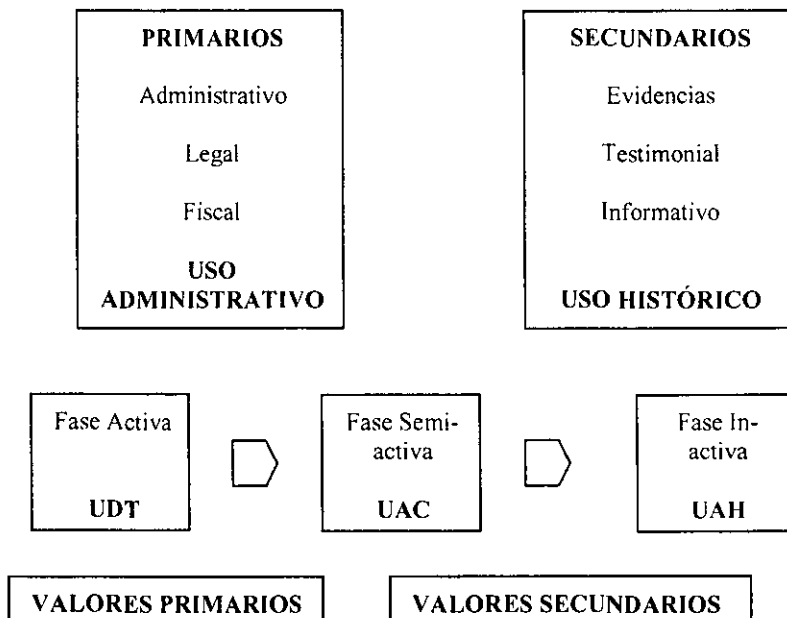 PRIMARIOS
Administrativo
Legal
Fiscal
USO
ADMINISTRATIVO
SECUNDARIOS
Evidencias
Testimonial
Informativo
USO HISTÓRICO
Fase Activa
UDT
Fase Semi-
activa
UAC
Fase In-
activa
UAH
VALORES PRIMARIOS
VALORES SECUNDARIOS